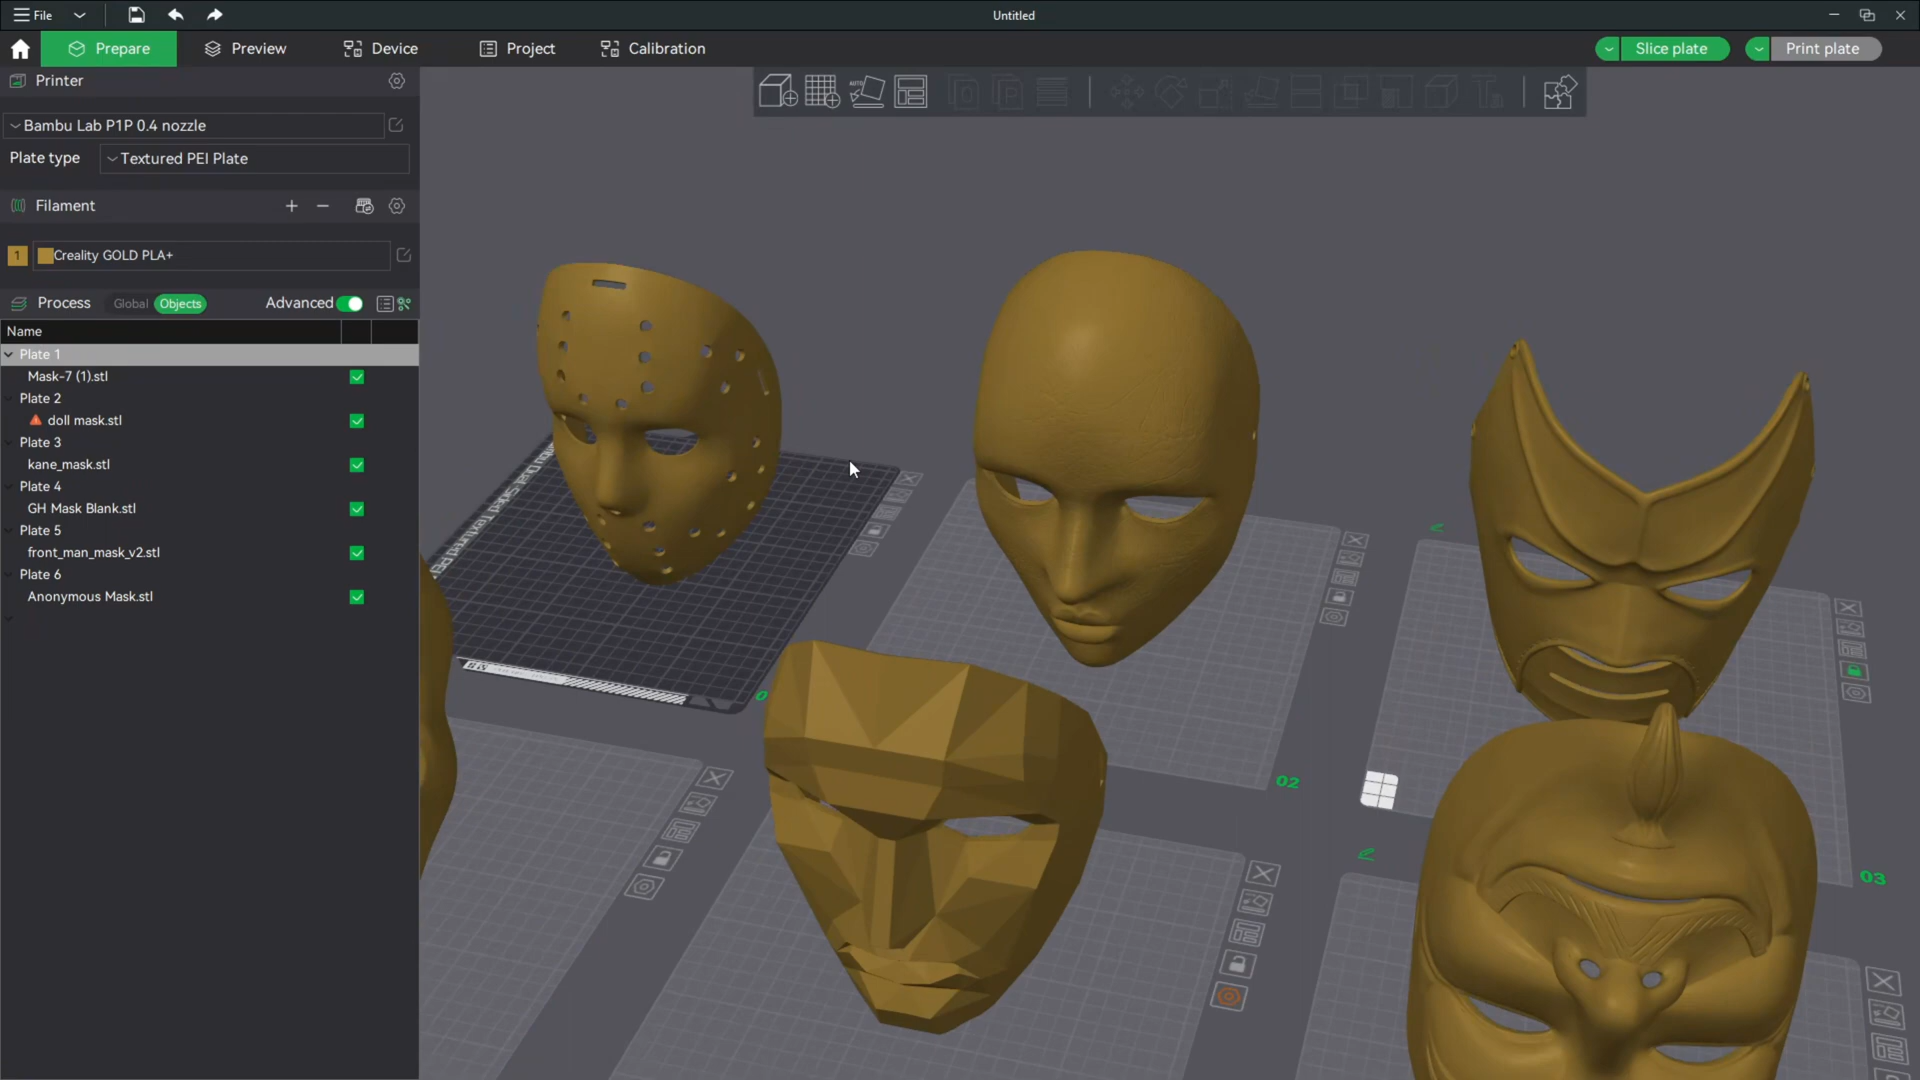 File
Untitled
Prepare
Preview
Device
Project
Calibration
Slice plate
Print plate
Printer
AUTO
Bambu Lab P1P 0.4 nozzle
Plate type
Textured PEI Plate
Filament
1
Creality GOLD PLA+
Process
Global
Objects
Advanced
Name
Plate 1
Mask-7 (1).stl
Plate 2
doll mask.stl
Plate 3
kane_mask.stl
Plate 4
GH Mask Blank.stl
Plate 5
front_man_mask_v2.stl
Plate 6
Anonymous Mask.stl
02
03